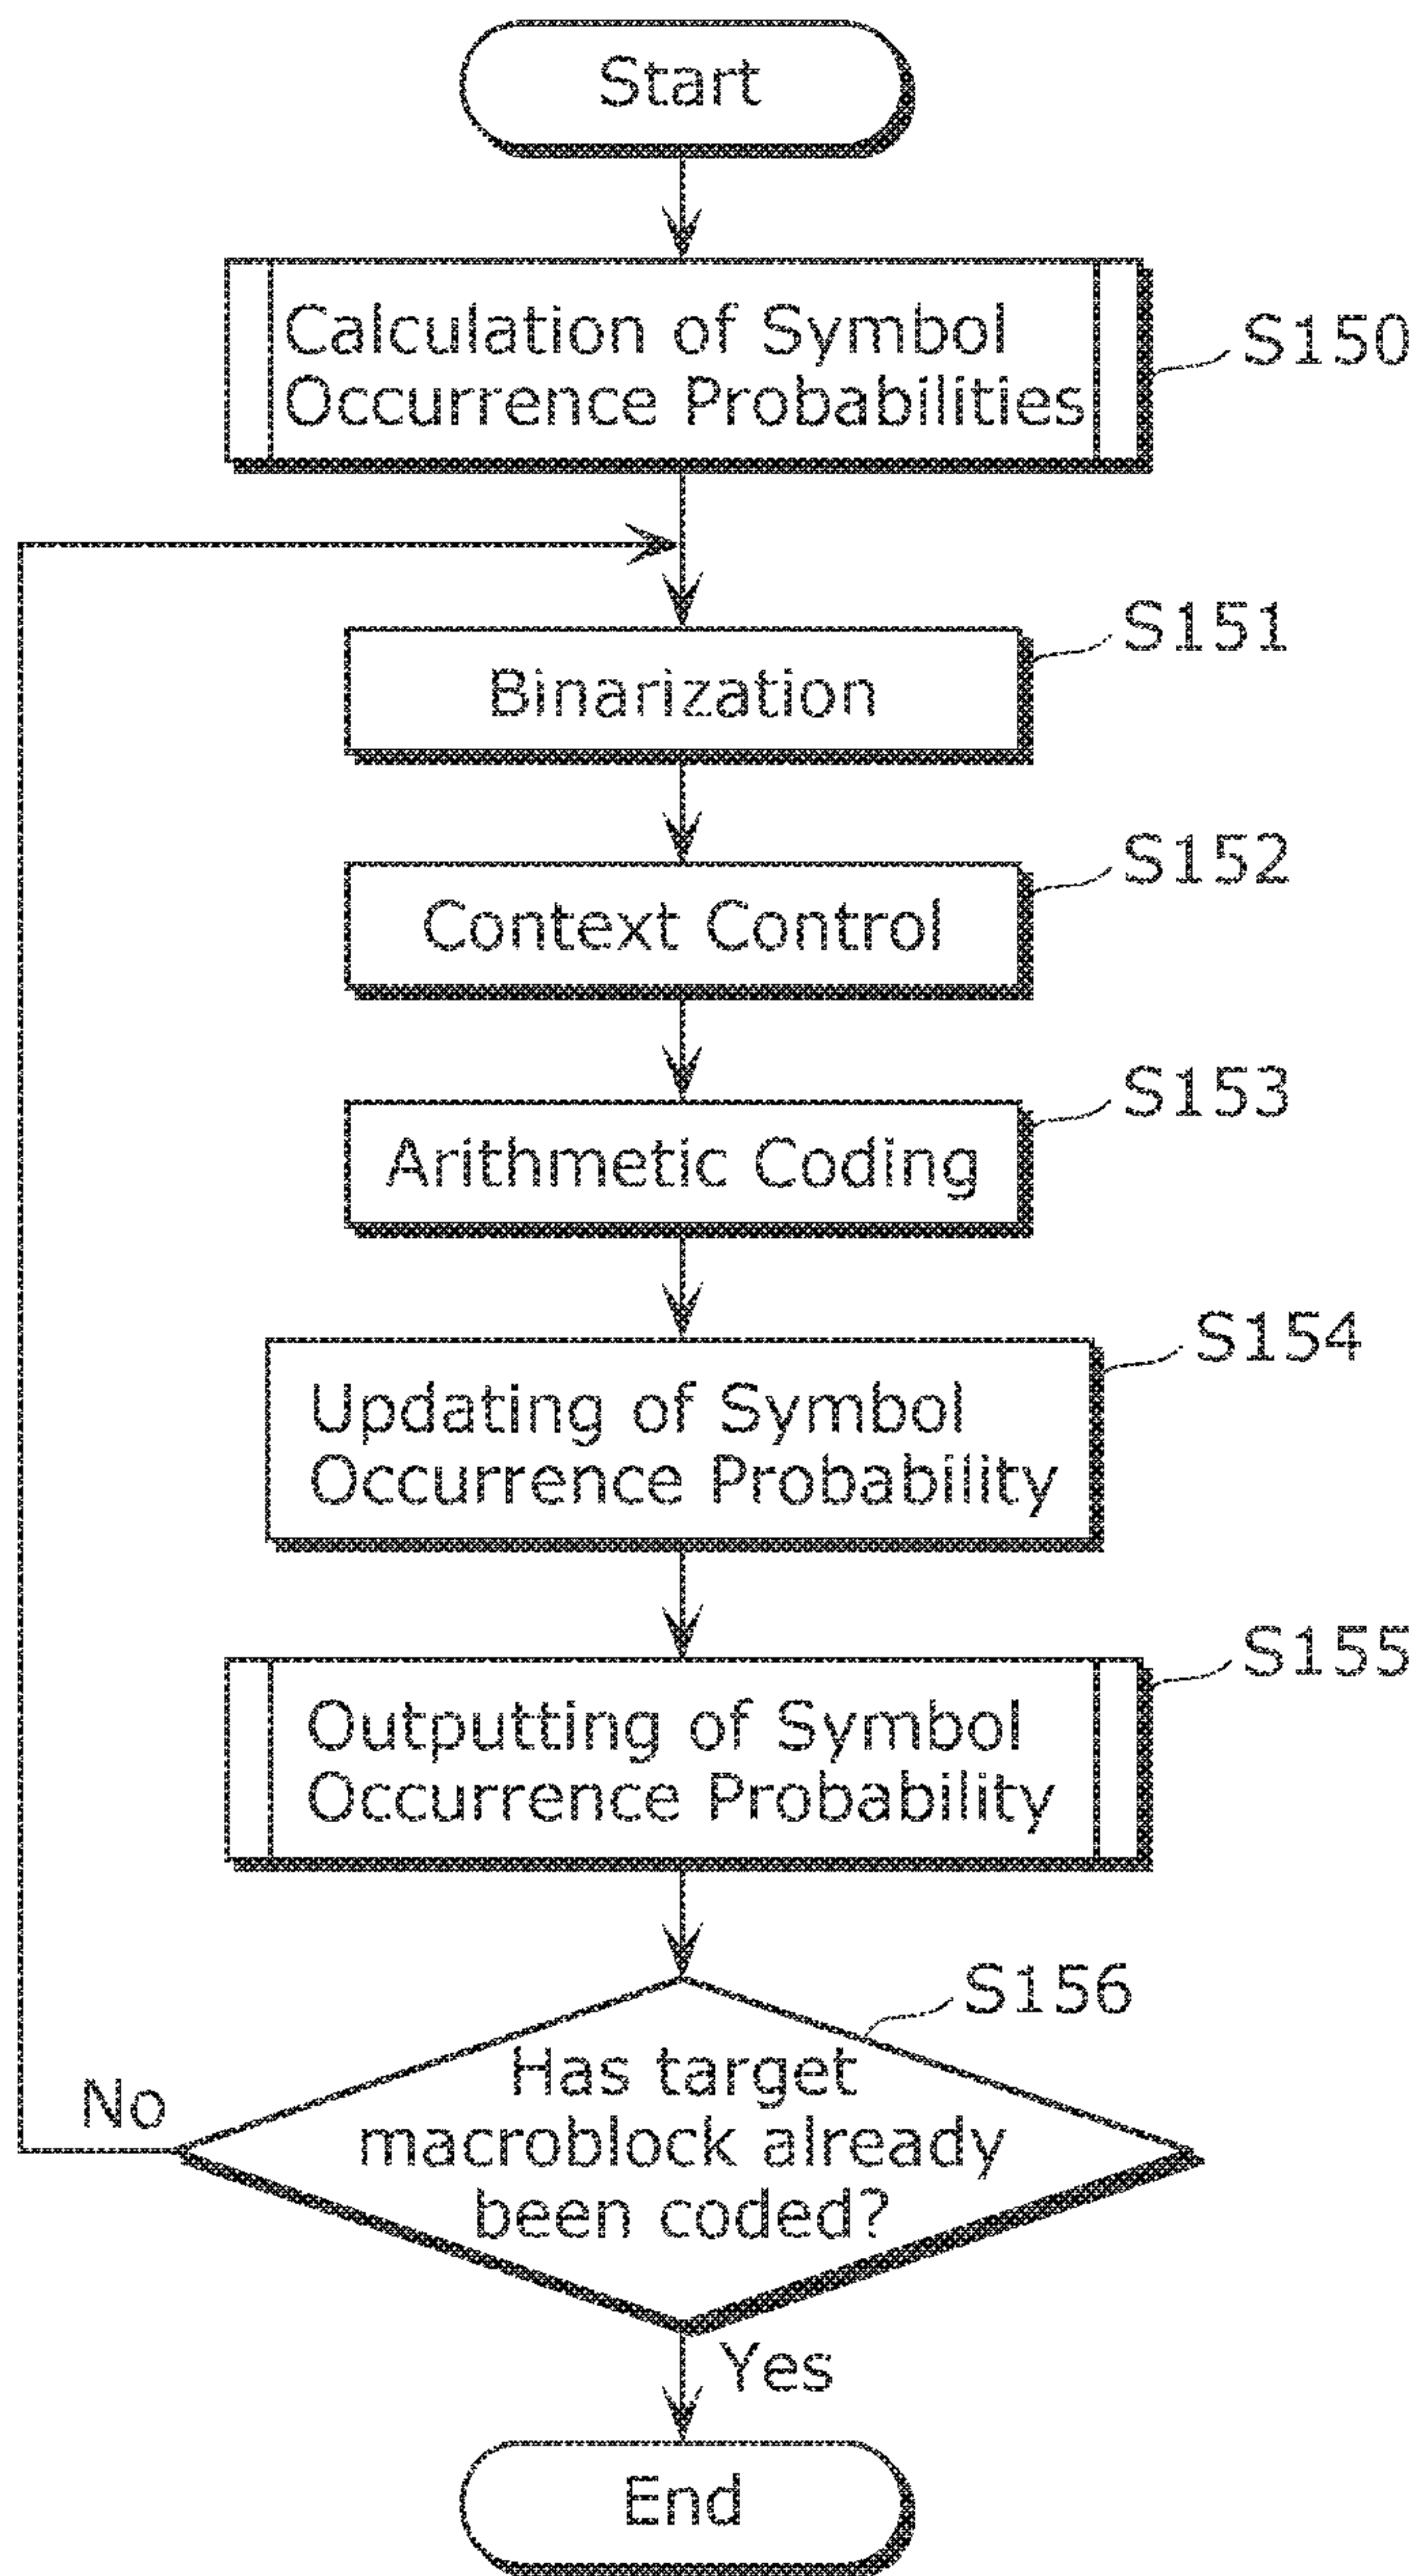 Start
Calculation of Symbol
Occurrence Probabilities
S150
Binarization
S151
Context Control
S152
Arithmetic Coding
S153
Updating of Symbol
Occurrence Probability
S154
Outputting of Symbol
Occurrence Probability
S155
S156
Has target
macroblock already
been coded?
No
Yes
End